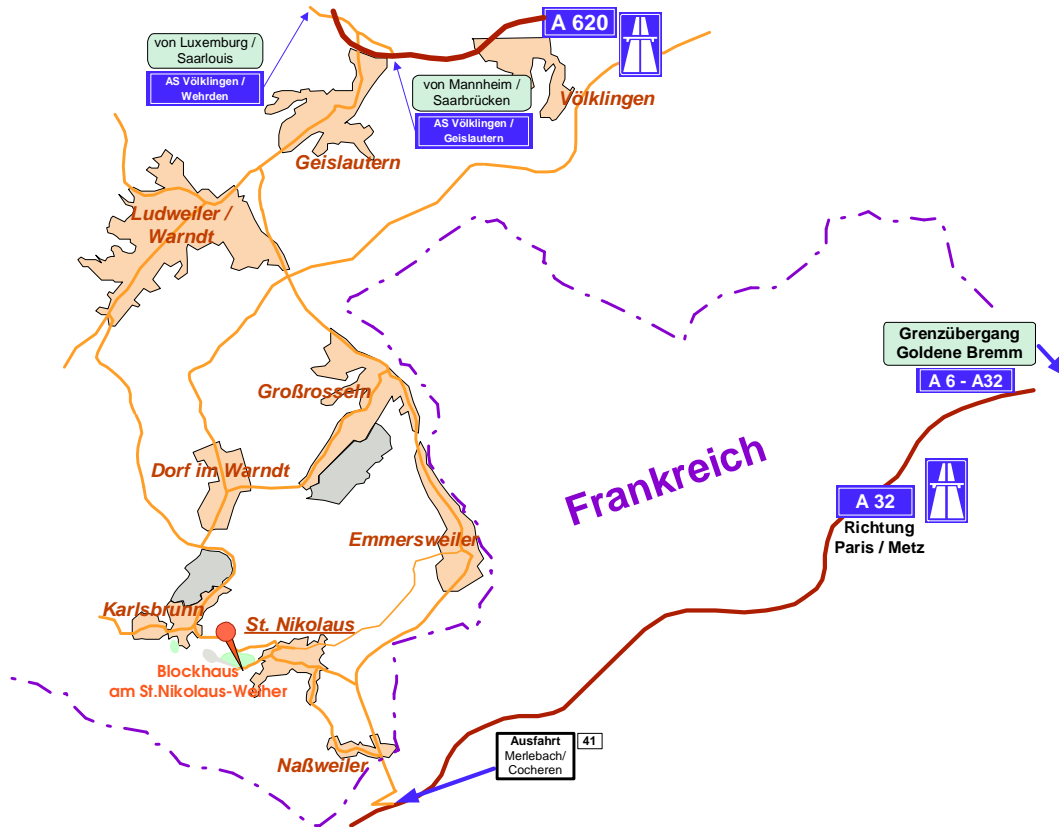 A 620
von Luxemburg /
Saarlouis
AS Völklingen /
Wehrden
von Mannheim /
Saarbrücken
AS Völklingen /
Geislautern
Völklingen
Geislautern
Ludweiler /
Warndt
Grenzübergang
Goldene Bremm
A 6 - A32
Großrosseln
Dorf im Warndt
Frankreich
A 32
Richtung
Paris / Metz
Emmersweiler
Karlsbrunn
St. Nikolaus
Blockhaus
am St.Nikolaus-Weiher
Naßweiler
Ausfahrt
Merlebach/
Cocheren
41